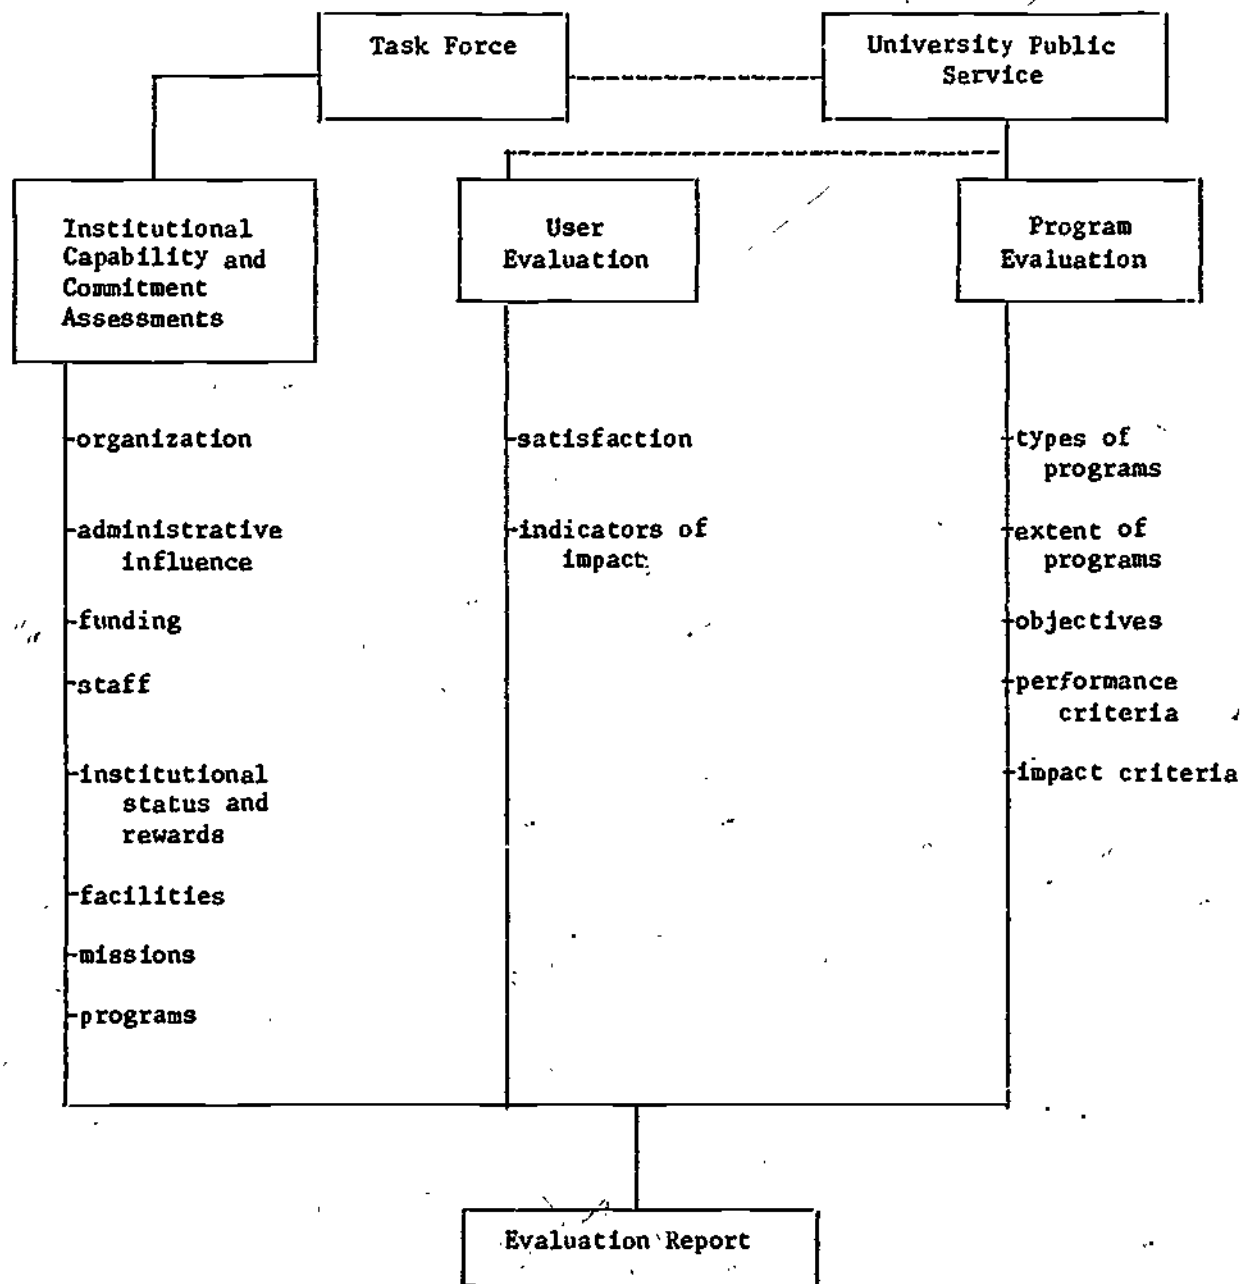 Task Force
University Public
Service
Institutional
Capability and
Commitment
Assessments
User
Evaluation
Program
Evaluation
organization
administrative
influence
funding
staff
institutional
status and
rewards
facilities
missions
programs
satisfaction
indicators of
impact
types of
programs
extent of
programs
objectives
performance
criteria
impact criteria
Evaluation Report